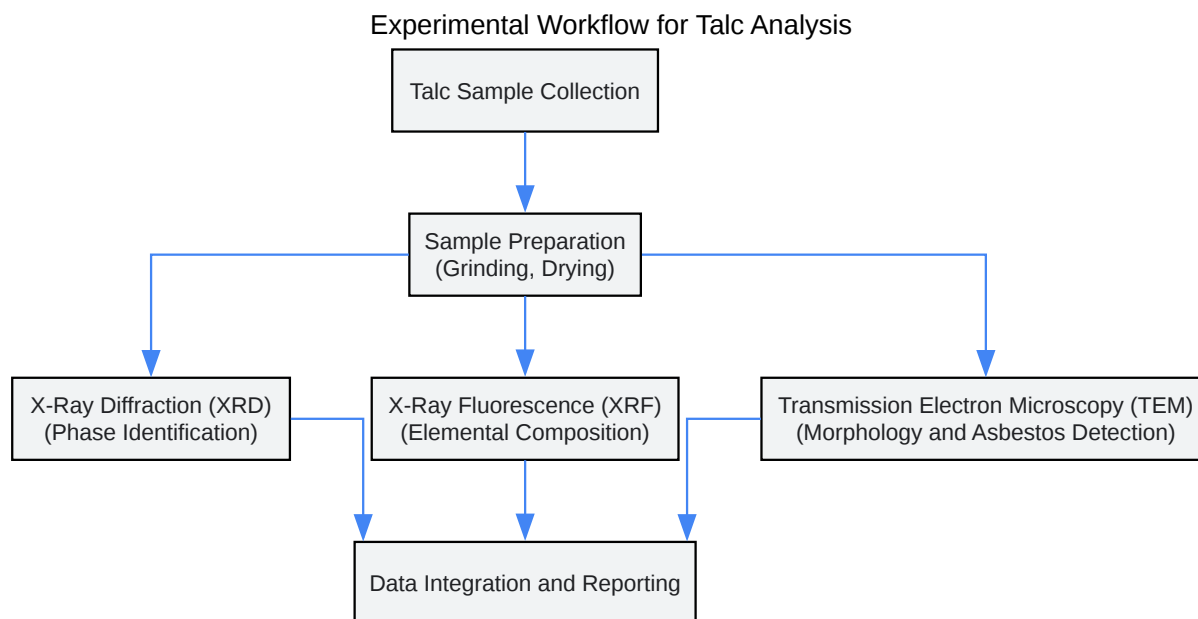 Experimental Workflow for Talc Analysis
Talc Sample Collection
Sample Preparation
(Grinding, Drying)
X-Ray Diffraction (XRD)
(Phase Identification)
X-Ray Fluorescence (XRF)
(Elemental Composition)
Transmission Electron Microscopy (TEM)
(Morphology and Asbestos Detection)
Data Integration and Reporting